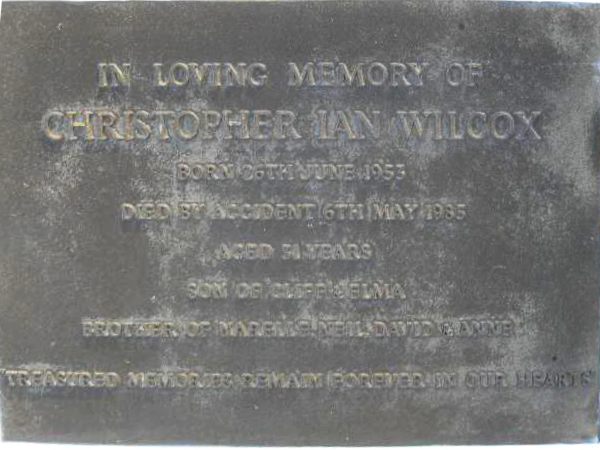 IN LOVING MEMORY OF
CHRISTOPHER IAN WILCOX
BORN 26TH JUNE 1953
DIED BY ACCIDENT 6TH MAY 1985
AGED 31 YEARS
SON OF CLIFF & ELMA
BROTHER OF MARELLE, NEIL, DAVID & ANNE
"TREASURED MEMORIES REMAIN FOREVER IN OUR HEARTS"